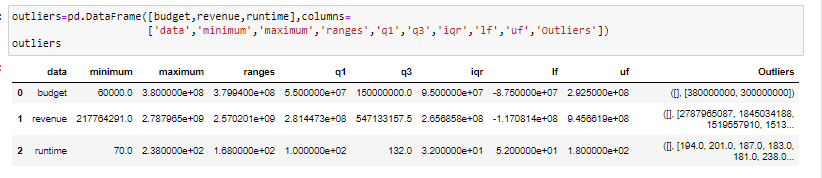 outliers=pd.DataFrame([budget,revenue,runtime],columns=
['data','minimum','maximum','ranges','q1','q3','iqr','lf','uf','Outliers'])
outliers
data minimum maximum ranges q1 q3 iqr lf uf Outliers
0 budget 60000.0 3.800000e+08 3.799400e+08 5.500000e+07 150000000.0 9.500000e+07 -8.750000e+07 2.925000e+08 ([], [380000000, 300000000])
1 revenue 217764291.0 2.787965e+09 2.570201e+09 2.814473e+08 547133157.5 2.656858e+08 -1.170814e+08 9.456619e+08 ([], [2787965087, 1845034188,
1519557910, 1513...
2 runtime 70.0 2.380000e+02 1.680000e+02 1.000000e+02 132.0 3.200000e+01 5.200000e+01 1.800000e+02 ([], [194.0, 201.0, 187.0, 183.0,
181.0, 238.0...